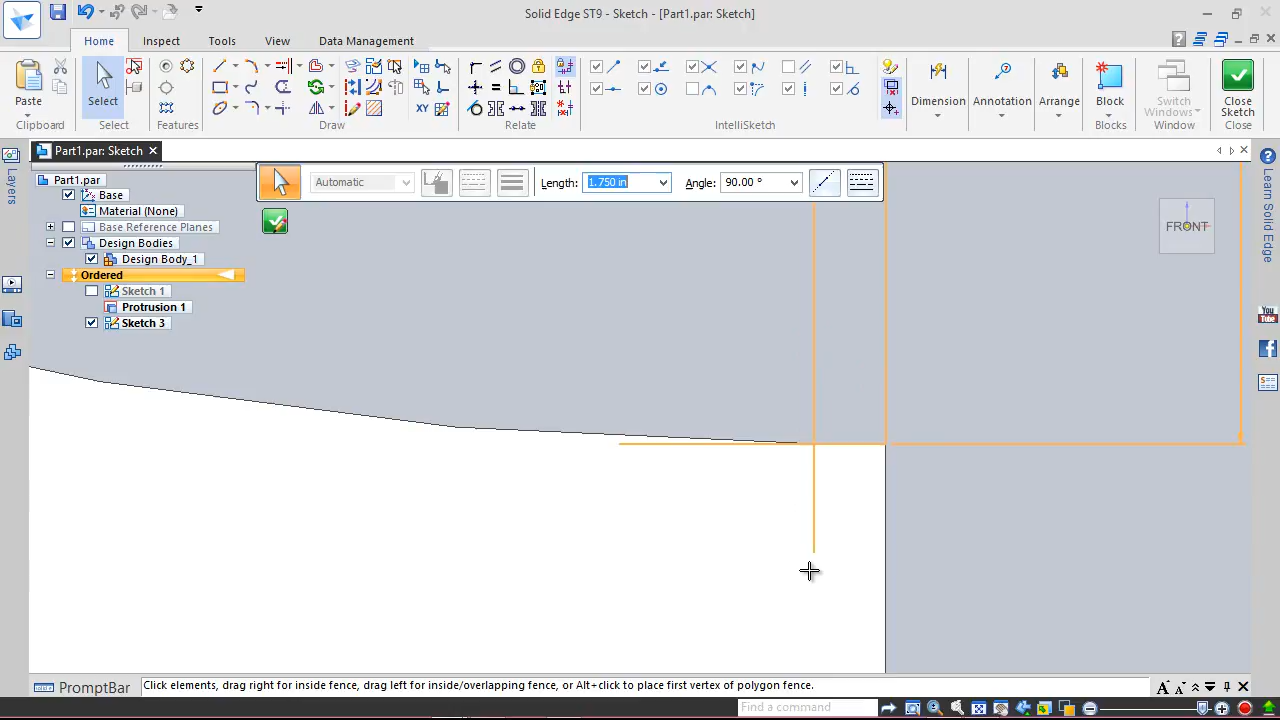 Solid Edge ST9 - Sketch - [Part1.par: Sketch]
Home Inspect Tools View Data Management
Paste Select Dimension Annotation Arrange Block Switch Windows Close Sketch
Clipboard Select Features Draw Relate IntelliSketch Blocks Window Close
Part1.par: Sketch
Layers
Part1.par
Base
Material (None)
Base Reference Planes
Design Bodies
Design Body_1
Ordered
Sketch 1
Protrusion 1
Sketch 3
Automatic Length: 1.750 in Angle: 90.00 °
FRONT
Learn Solid Edge
You Tube
PromptBar Click elements, drag right for inside fence, drag left for inside/overlapping fence, or Alt+click to place first vertex of polygon fence.
Find a command